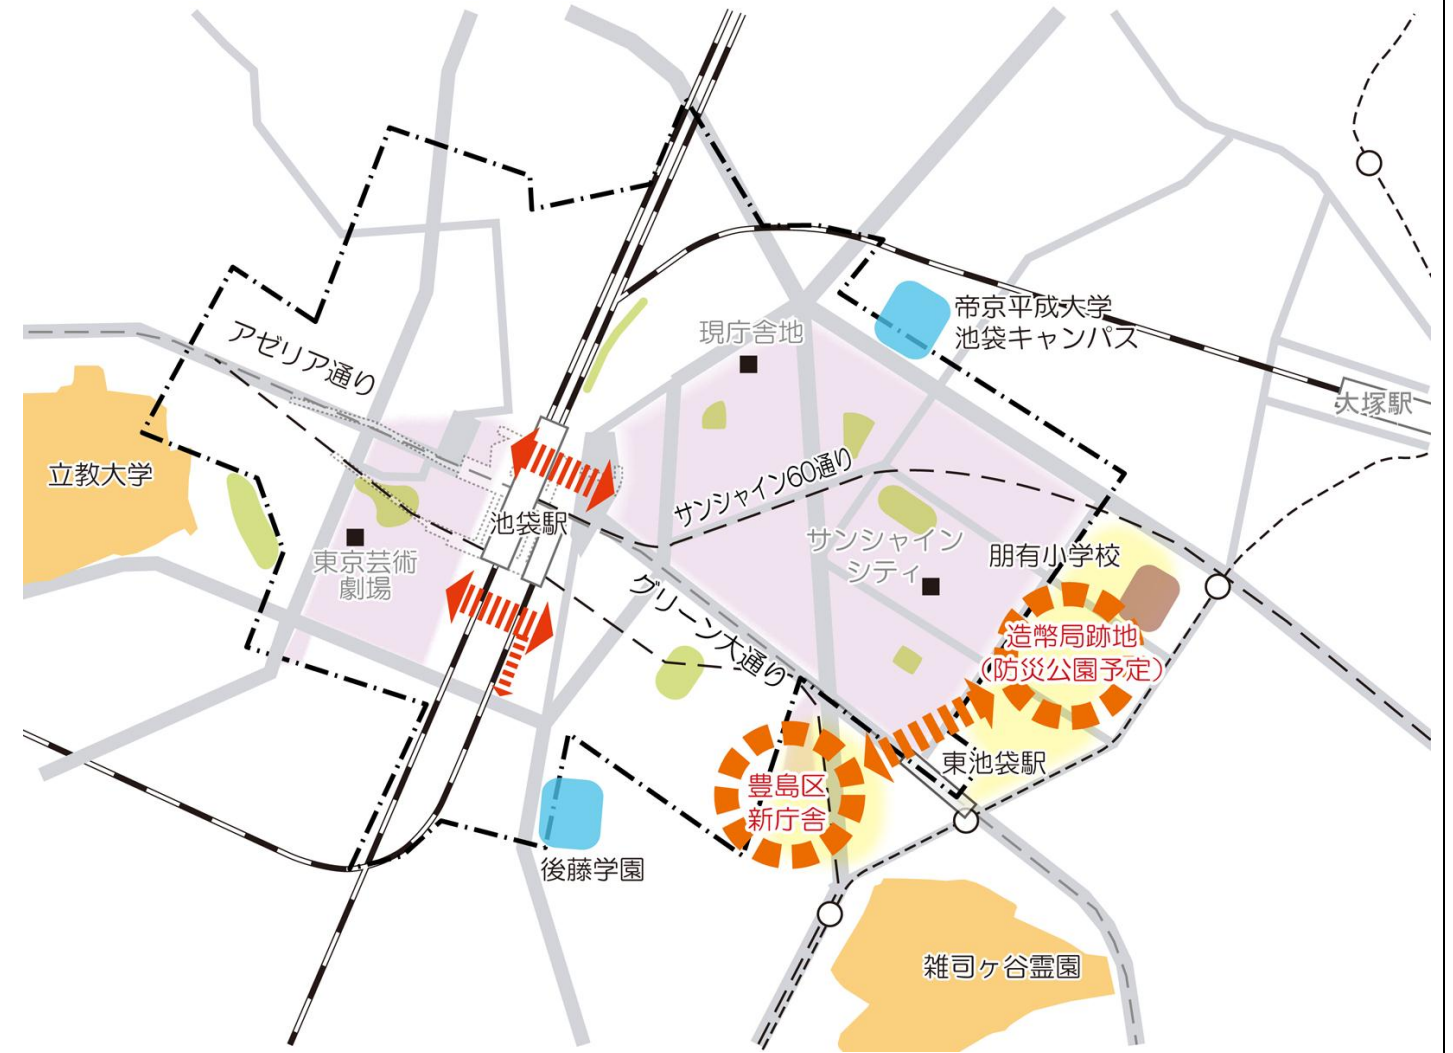 帝京平成大学
池袋キャンパス
現庁舎地
アゼリア通り
大塚駅
立教大学
サンシャイン60通り
池袋駅
サンシャイン
シティ
朋有小学校
東京芸術
劇場
グリーン大通り
造幣局跡地
(防災公園予定)
東池袋駅
豊島区
新庁舎
後藤学園
雑司ヶ谷霊園